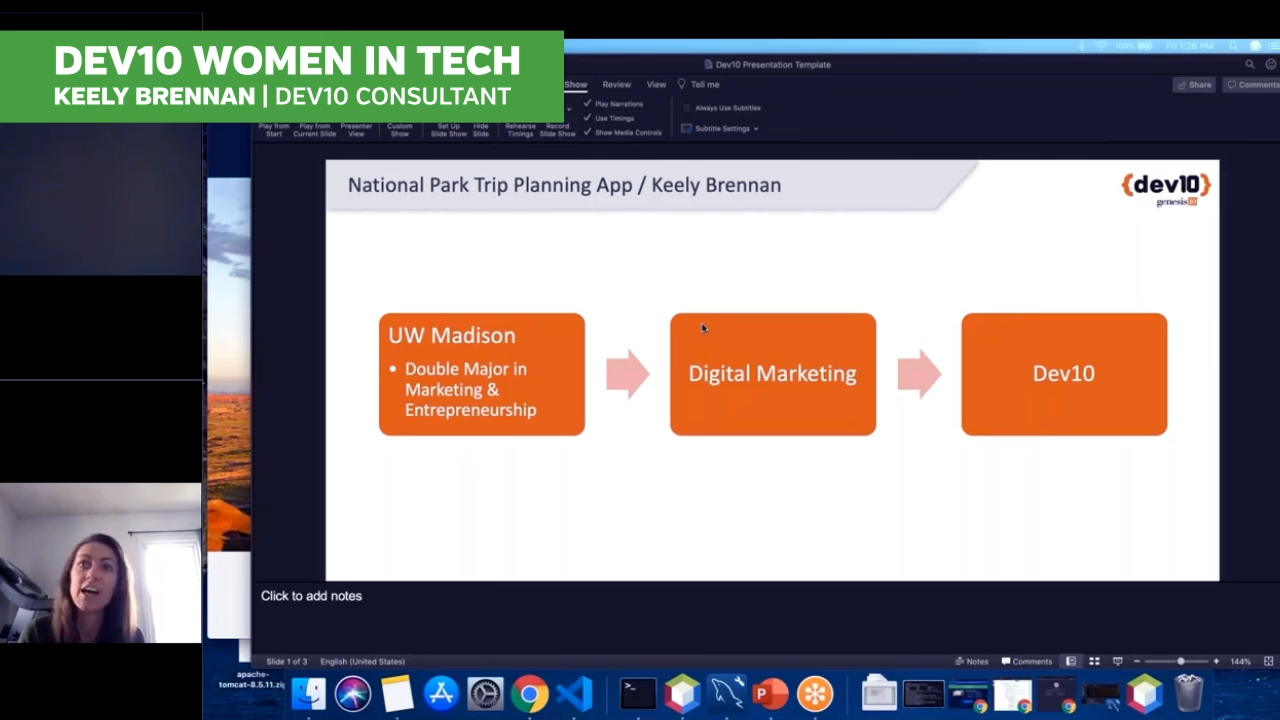 DEV10 WOMEN IN TECH
KEELY BRENNAN | DEV10 CONSULTANT
Fri 1:26 PM
Dev10 Presentation Template
Show Review View Tell me
Share Comments
Play Narrations
Always Use Subtitles
Use Timings
Play from Start
Play from Current Slide
Presenter View
Custom Show
Set Up Slide Show
Hide Slide
Rehearse Timings
Record Slide Show
Show Media Controls
Subtitle Settings
National Park Trip Planning App / Keely Brennan
{dev10}
genesis10
UW Madison
• Double Major in
Marketing &
Entrepreneurship
Digital Marketing
Dev10
Click to add notes
Slide 1 of 3 English (United States)
Notes Comments
144%
apache-
tomcat-8.5.11.zip